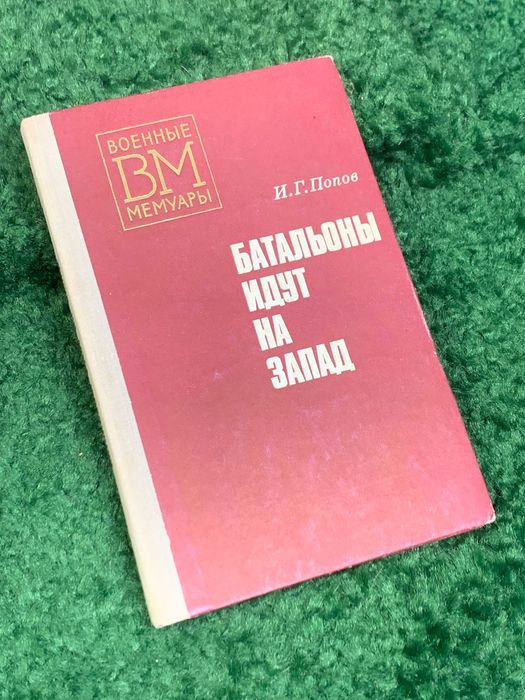 ВОЕННЫЕ
ВМ
МЕМУАРЫ
И.Г.Попов
БАТАЛЬОНЫ
ИДУТ
НА
ЗАПАД